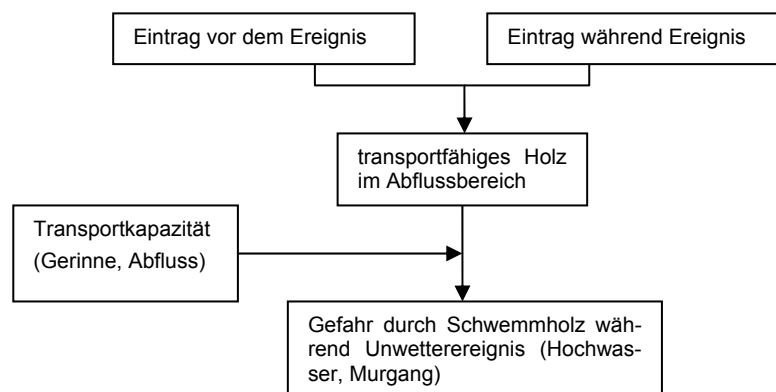 Eintrag vor dem Ereignis
Eintrag während Ereignis
transportfähiges Holz
im Abflussbereich
Transportkapazität
(Gerinne, Abfluss)
Gefahr durch Schwemmholz wäh-
rend Unwetterereignis (Hochwas-
ser, Murgang)